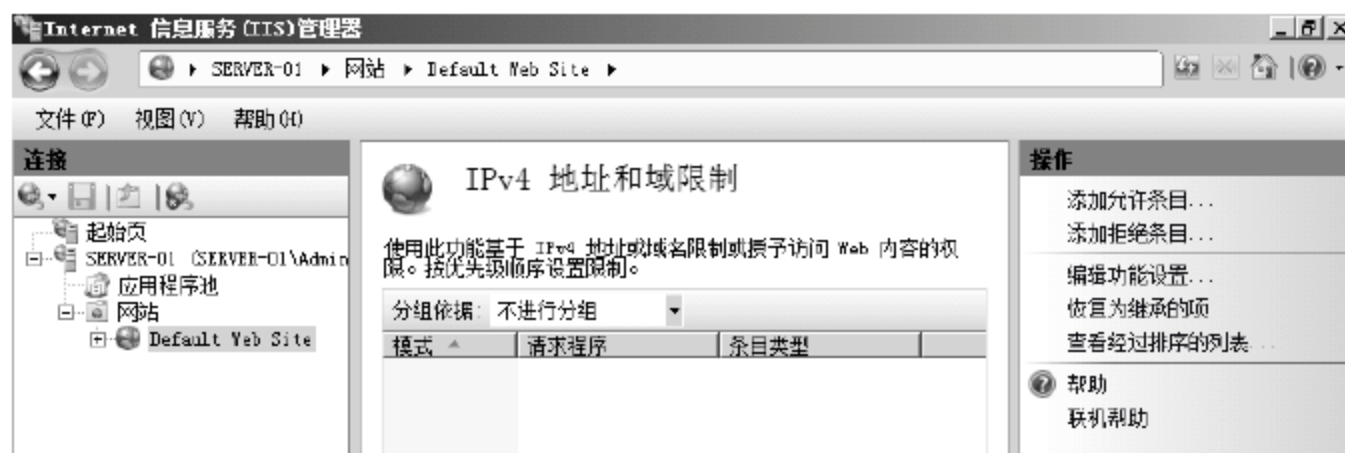 Internet 信息服务(IIS)管理器
SERVER-01 ▸ 网站 ▸ Default Web Site ▸
文件(F) 视图(V) 帮助(H)
连接
起始页
SERVER-01 (SERVER-01\Admin
应用程序池
网站
Default Web Site
IPv4 地址和域限制
使用此功能基于 IPv4 地址或域名限制或授予访问 Web 内容的权
限。按优先级顺序设置限制。
分组依据: 不进行分组
模式 请求程序 条目类型
操作
添加允许条目...
添加拒绝条目...
编辑功能设置...
恢复为继承的项
查看经过排序的列表...
帮助
联机帮助